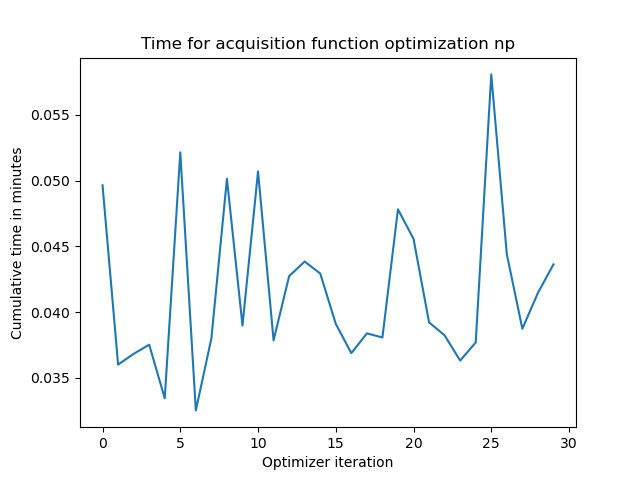 Time for acquisition function optimization np
Cumulative time in minutes
0.055
0.050
0.045
0.040
0.035
0 5 10 15 20 25 30
Optimizer iteration